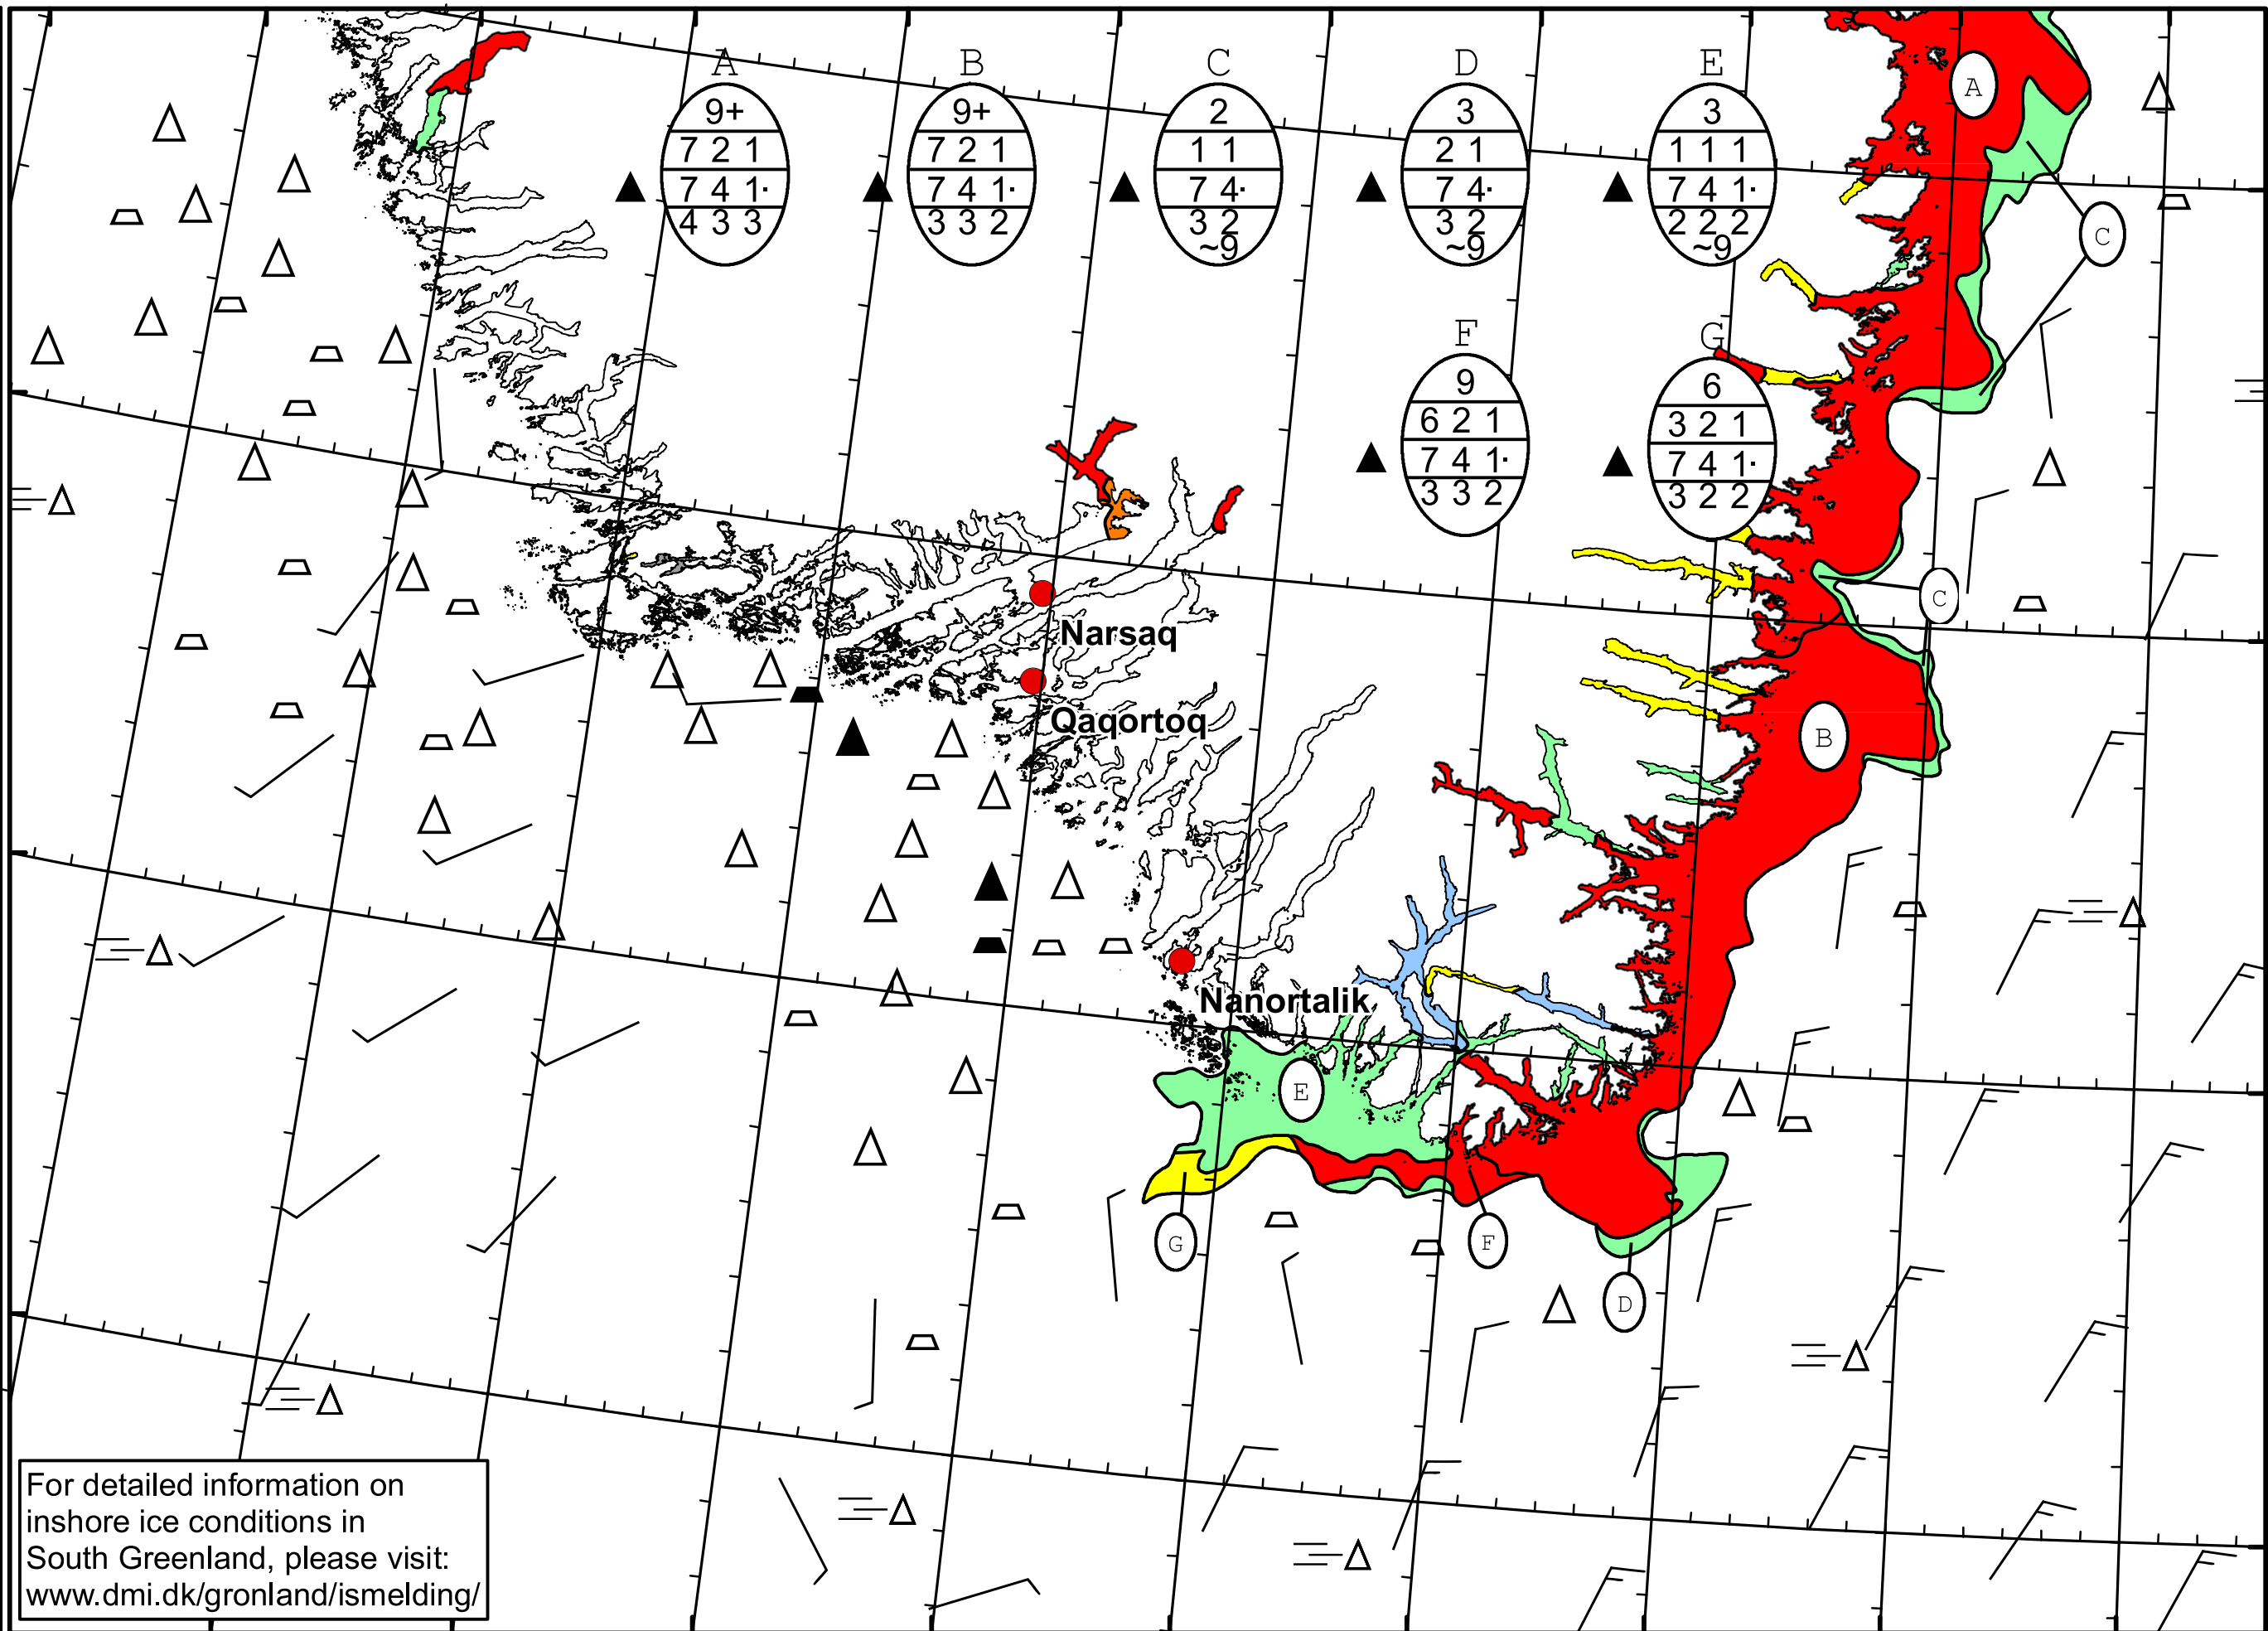 A B C D E
9+ 9+ 2 3 3
7 2 1 7 2 1 1 1 2 1 1 1 1
7 4 1· 7 4 1· 7 4· 7 4· 7 4 1·
4 3 3 3 3 2 3 2 3 2 2 2 2
~9 ~9 ~9
F G
9 6
6 2 1 3 2 1
7 4 1· 7 4 1·
3 3 2 3 2 2
A
C
C
Narsaq
Qaqortoq
B
Nanortalik
E
G
F
D
For detailed information on
inshore ice conditions in
South Greenland, please visit:
www.dmi.dk/gronland/ismelding/